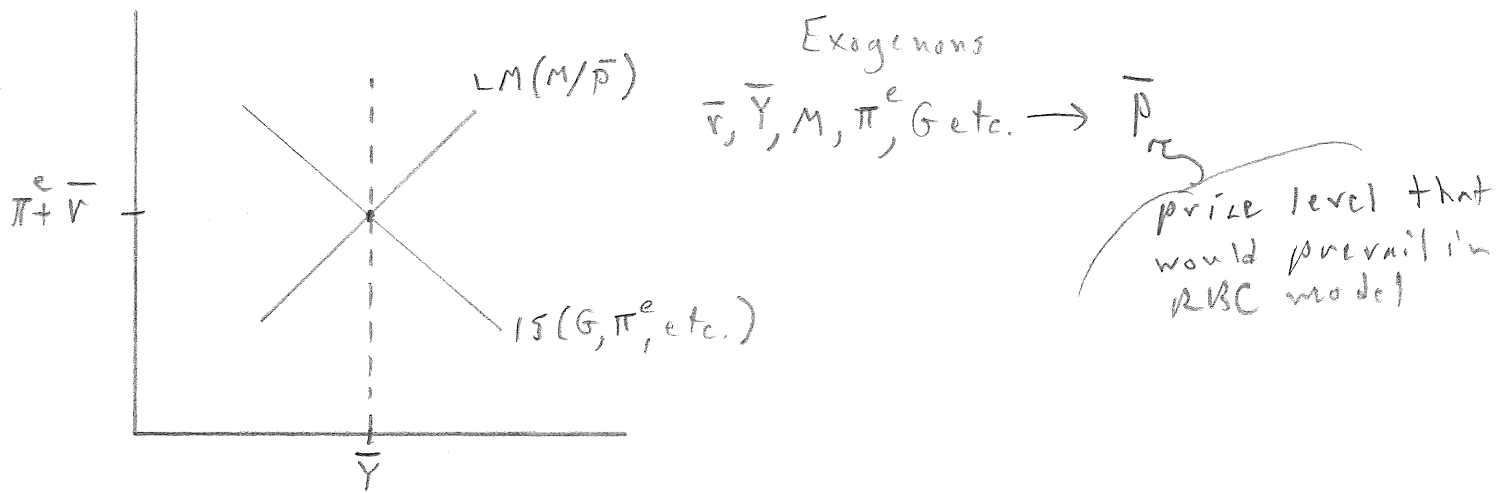 Exogenous
LM(M/p̄)
r̄, Ȳ, M, πᵉ, G etc. → p̄
πᵉ + r̄
price level that
would prevail in
RBC model
IS(G, πᵉ, etc.)
Ȳ